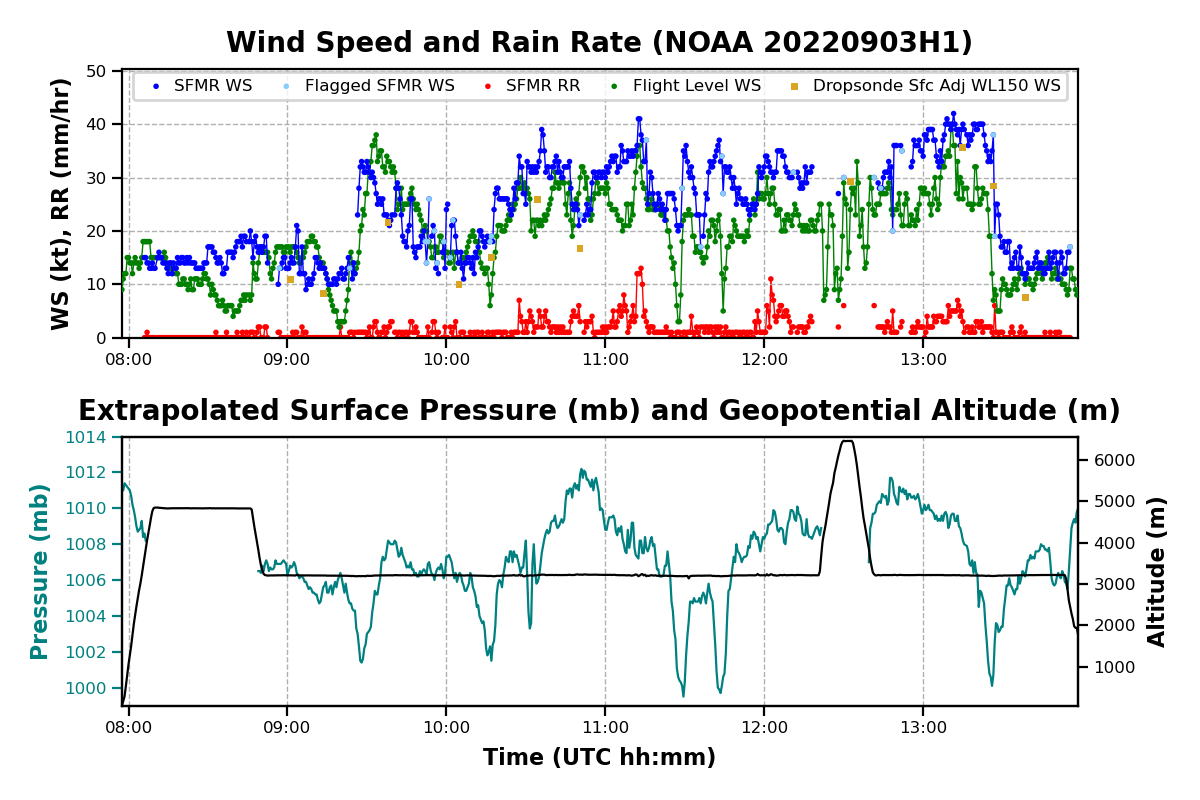 Wind Speed and Rain Rate (NOAA 20220903H1)
WS (kt), RR (mm/hr)
50
40
30
20
10
0
SFMR WS
Flagged SFMR WS
SFMR RR
Flight Level WS
Dropsonde Sfc Adj WL150 WS
08:00
09:00
10:00
11:00
12:00
13:00
Extrapolated Surface Pressure (mb) and Geopotential Altitude (m)
Pressure (mb)
1014
1012
1010
1008
1006
1004
1002
1000
6000
5000
4000
3000
2000
1000
Altitude (m)
08:00
09:00
10:00
11:00
12:00
13:00
Time (UTC hh:mm)